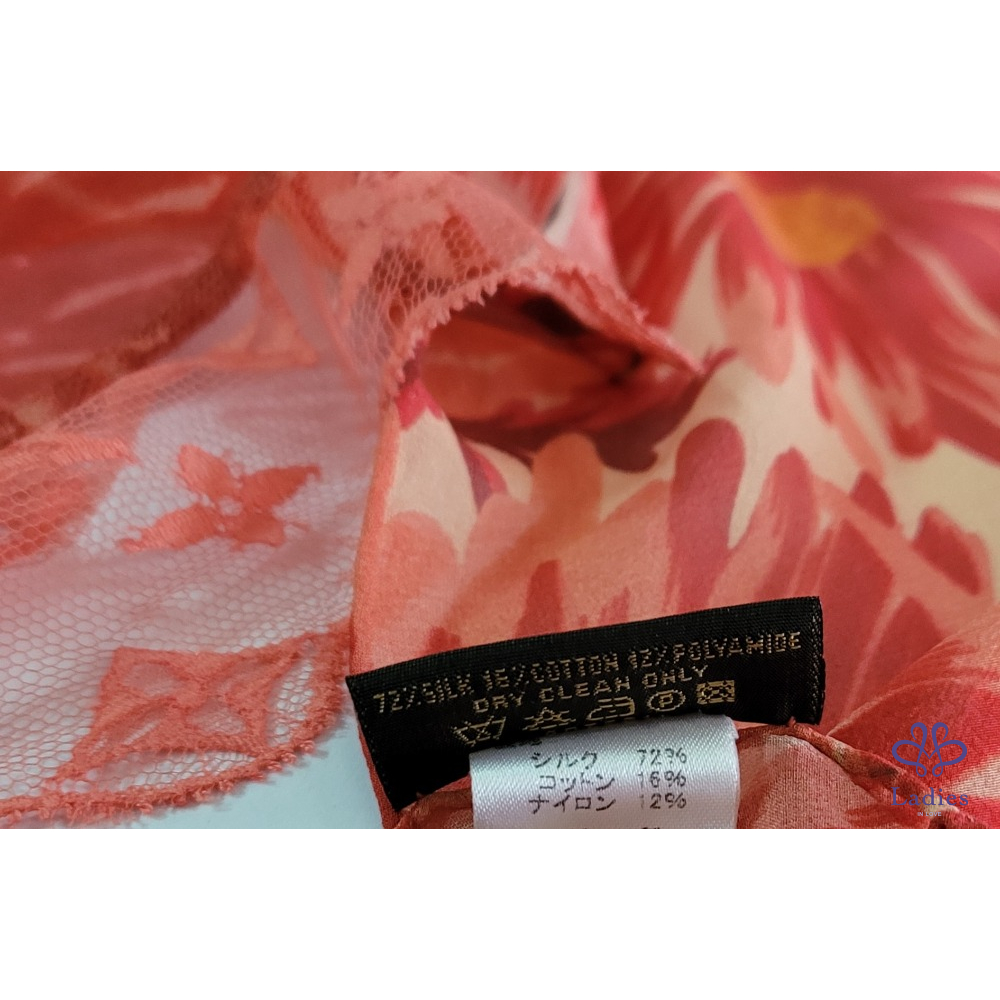 72% SILK 16% COTTON 12% POLYAMIDE
DRY CLEAN ONLY
P
シルク 72%
コットン 16%
ナイロン 12%
Ladies